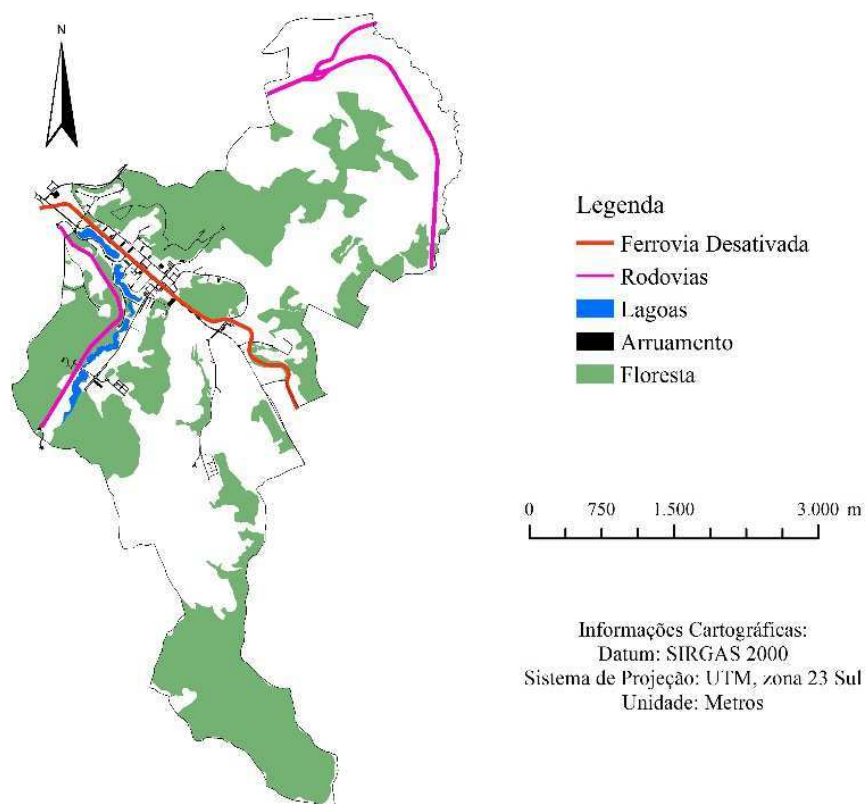 N
Legenda
Ferrovia Desativada
Rodovias
Lagoas
Arruamento
Floresta
0 750 1.500 3.000 m
Informações Cartográficas:
Datum: SIRGAS 2000
Sistema de Projeção: UTM, zona 23 Sul
Unidade: Metros